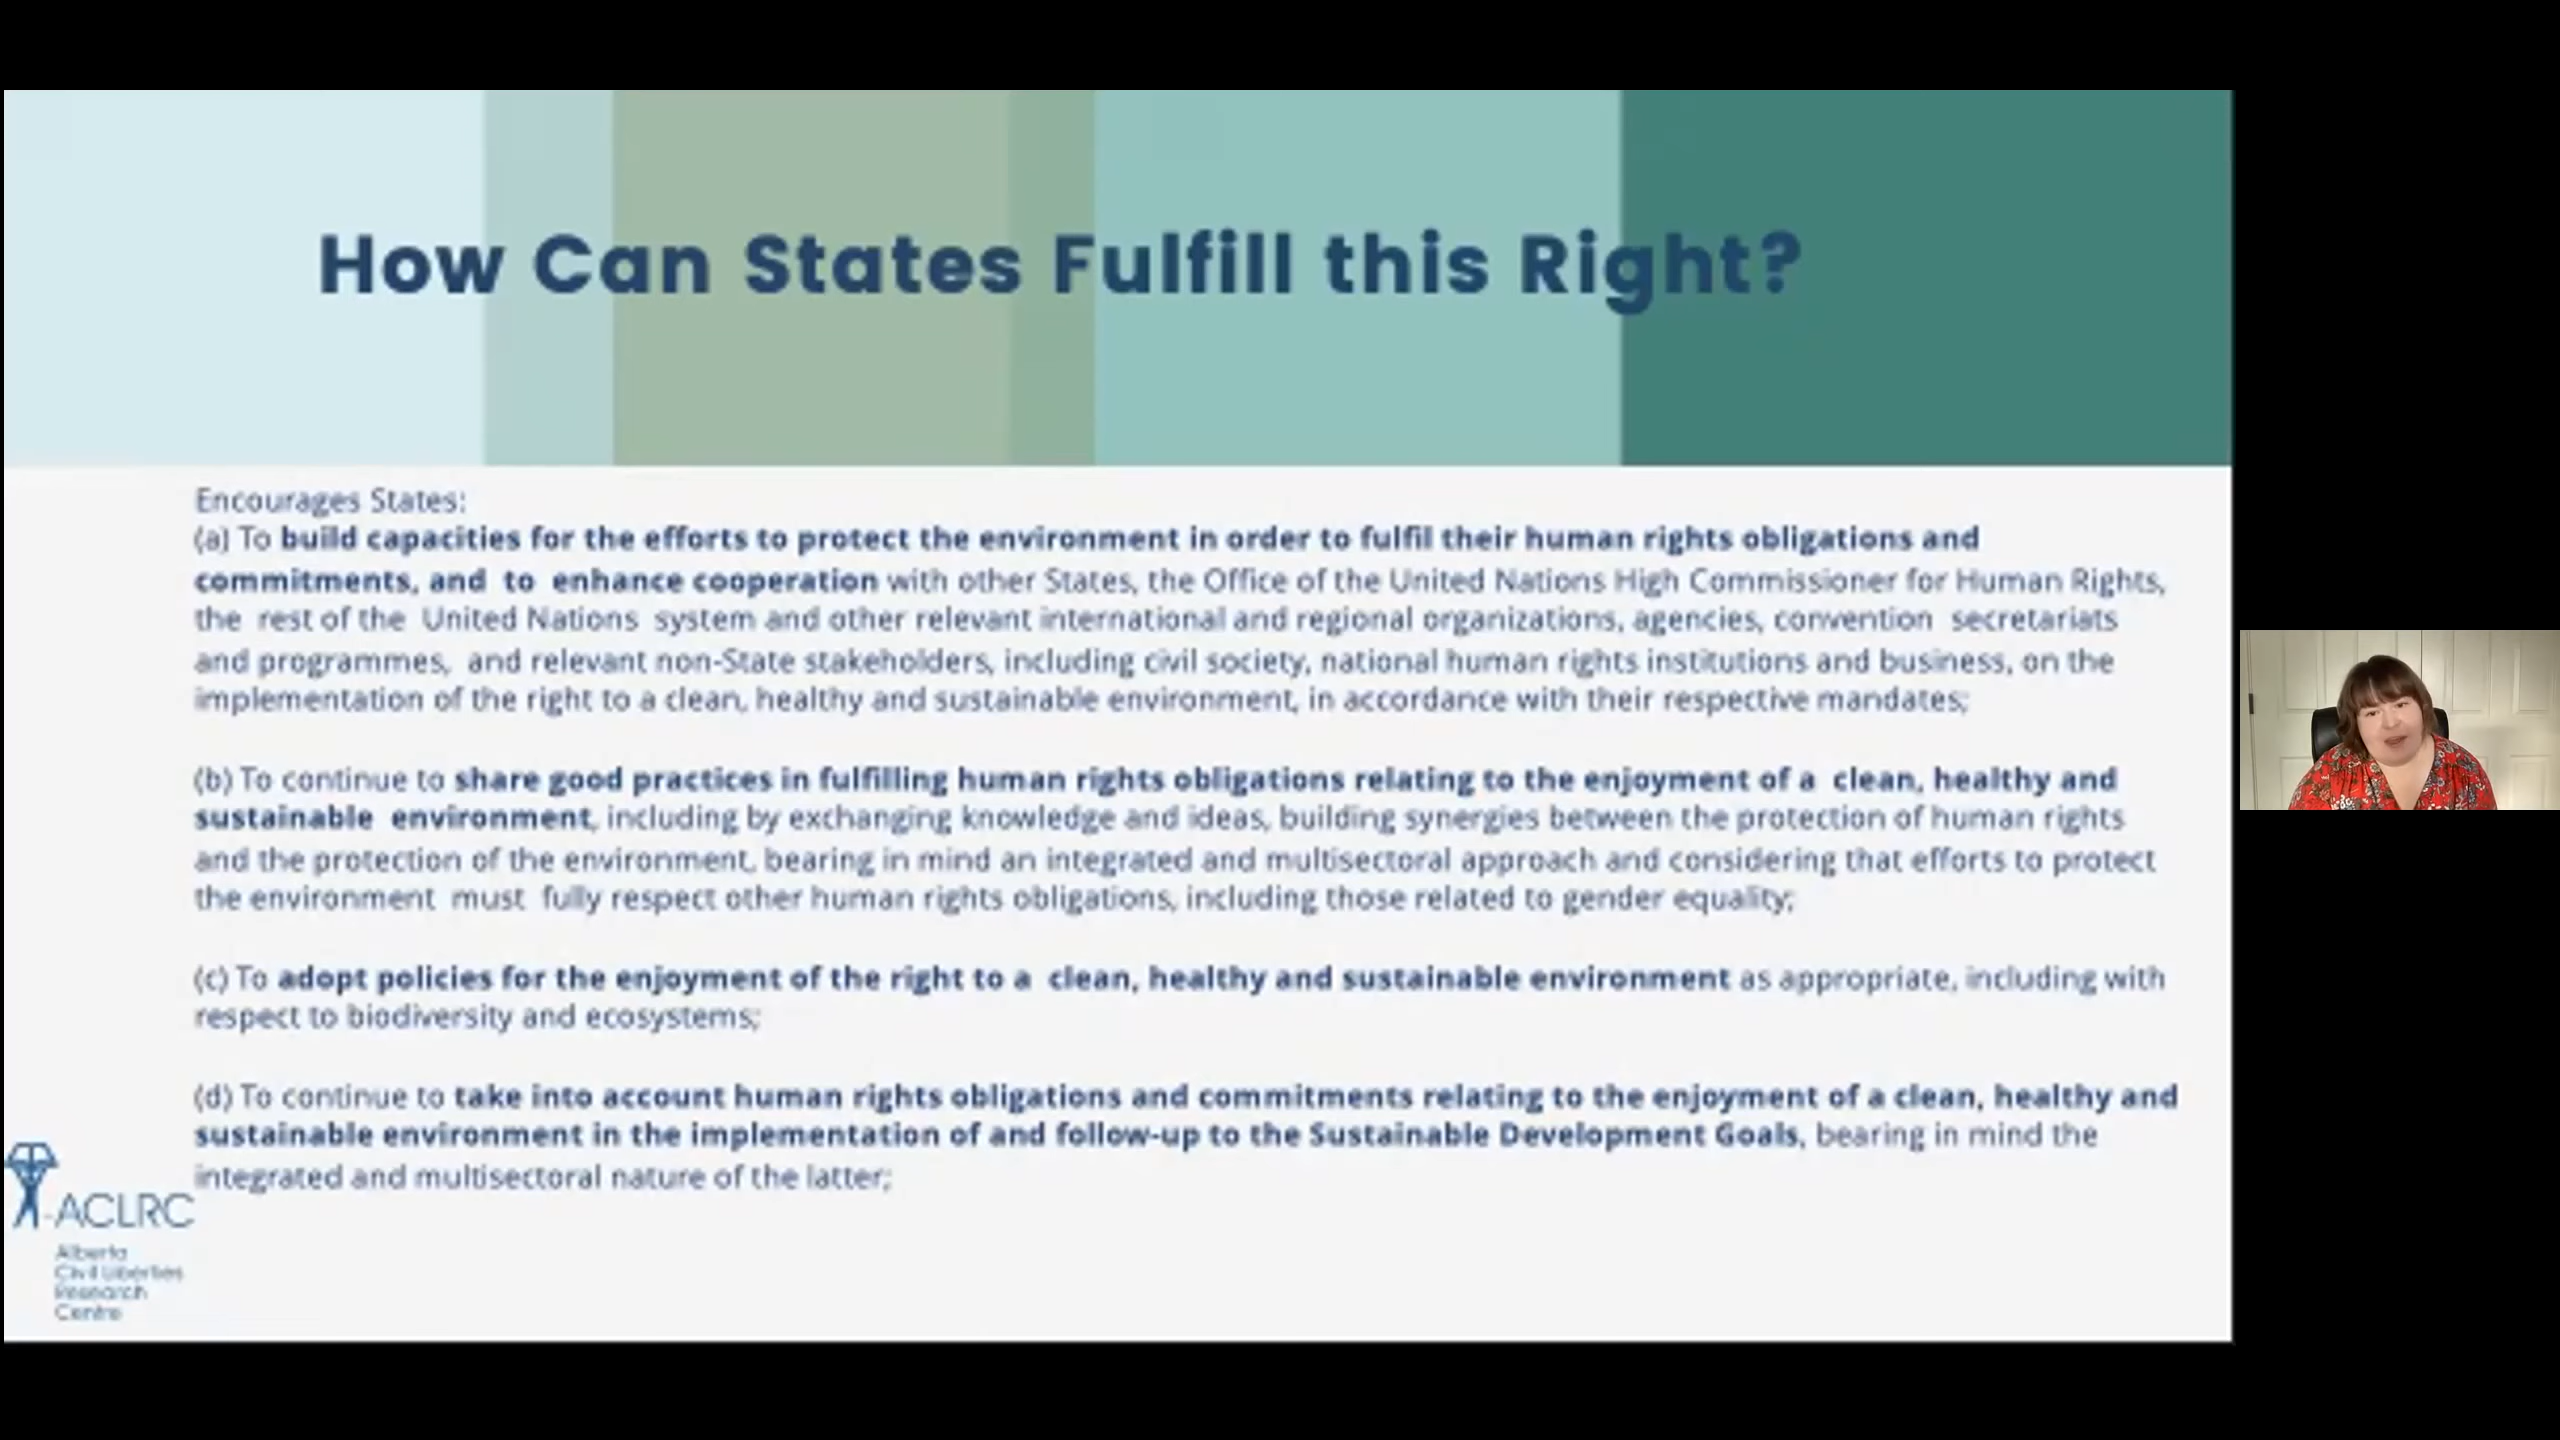 How Can States Fulfill this Right?
Encourages States:
(a) To build capacities for the efforts to protect the environment in order to fulfil their human rights obligations and
commitments, and to enhance cooperation with other States, the Office of the United Nations High Commissioner for Human Rights,
the rest of the United Nations system and other relevant international and regional organizations, agencies, convention secretariats
and programmes, and relevant non-State stakeholders, including civil society, national human rights institutions and business, on the
implementation of the right to a clean, healthy and sustainable environment, in accordance with their respective mandates;
(b) To continue to share good practices in fulfilling human rights obligations relating to the enjoyment of a clean, healthy and
sustainable environment, including by exchanging knowledge and ideas, building synergies between the protection of human rights
and the protection of the environment, bearing in mind an integrated and multisectoral approach and considering that efforts to protect
the environment must fully respect other human rights obligations, including those related to gender equality;
(c) To adopt policies for the enjoyment of the right to a clean, healthy and sustainable environment as appropriate, including with
respect to biodiversity and ecosystems;
(d) To continue to take into account human rights obligations and commitments relating to the enjoyment of a clean, healthy and
sustainable environment in the implementation of and follow-up to the Sustainable Development Goals, bearing in mind the
integrated and multisectoral nature of the latter;
ACLRC
Alberta
Civil Liberties
Research
Centre